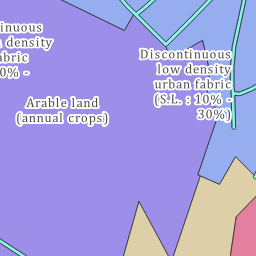 inuous
density
abric
0% -
Discontinuous
low density
urban fabric
(S.L. : 10% -
30%)
Arable land
(annual crops)